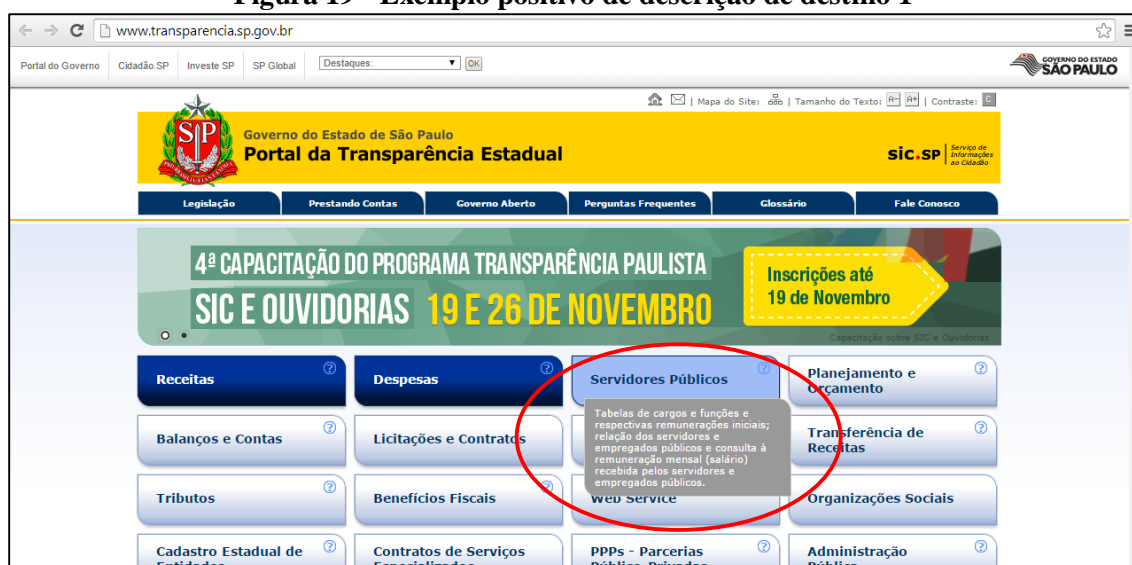 Figura 19 - Exemplo positivo de descrição de destino 1
www.transparencia.sp.gov.br
Portal do Governo Cidadão.SP Investe SP SP Global Destaques: OK
GOVERNO DO ESTADO
SÃO PAULO
| Mapa do Site: | Tamanho do Texto: A- A+ | Contraste: C
SP
Governo do Estado de São Paulo
Portal da Transparência Estadual
sic.SP Serviço de
Informações
ao Cidadão
Legislação Prestando Contas Governo Aberto Perguntas Frequentes Glossário Fale Conosco
4ª CAPACITAÇÃO DO PROGRAMA TRANSPARÊNCIA PAULISTA
SIC E OUVIDORIAS 19 E 26 DE NOVEMBRO
Inscrições até
19 de Novembro
Capacitação sobre SIC e Ouvidorias
Receitas ? Despesas ? Servidores Públicos ? Planejamento e
Orçamento ?
Tabelas de cargos e funções e
respectivas remunerações iniciais;
relação dos servidores e
empregados públicos e consulta à
remuneração mensal (salário)
recebida pelos servidores e
empregados públicos.
Balanços e Contas ? Licitações e Contratos Transferência de
Receitas ?
Tributos ? Benefícios Fiscais ? Web Service Organizações Sociais
Cadastro Estadual de ? Contratos de Serviços PPPs - Parcerias ? Administração ?
Entidades Especializados Público-Privadas Pública